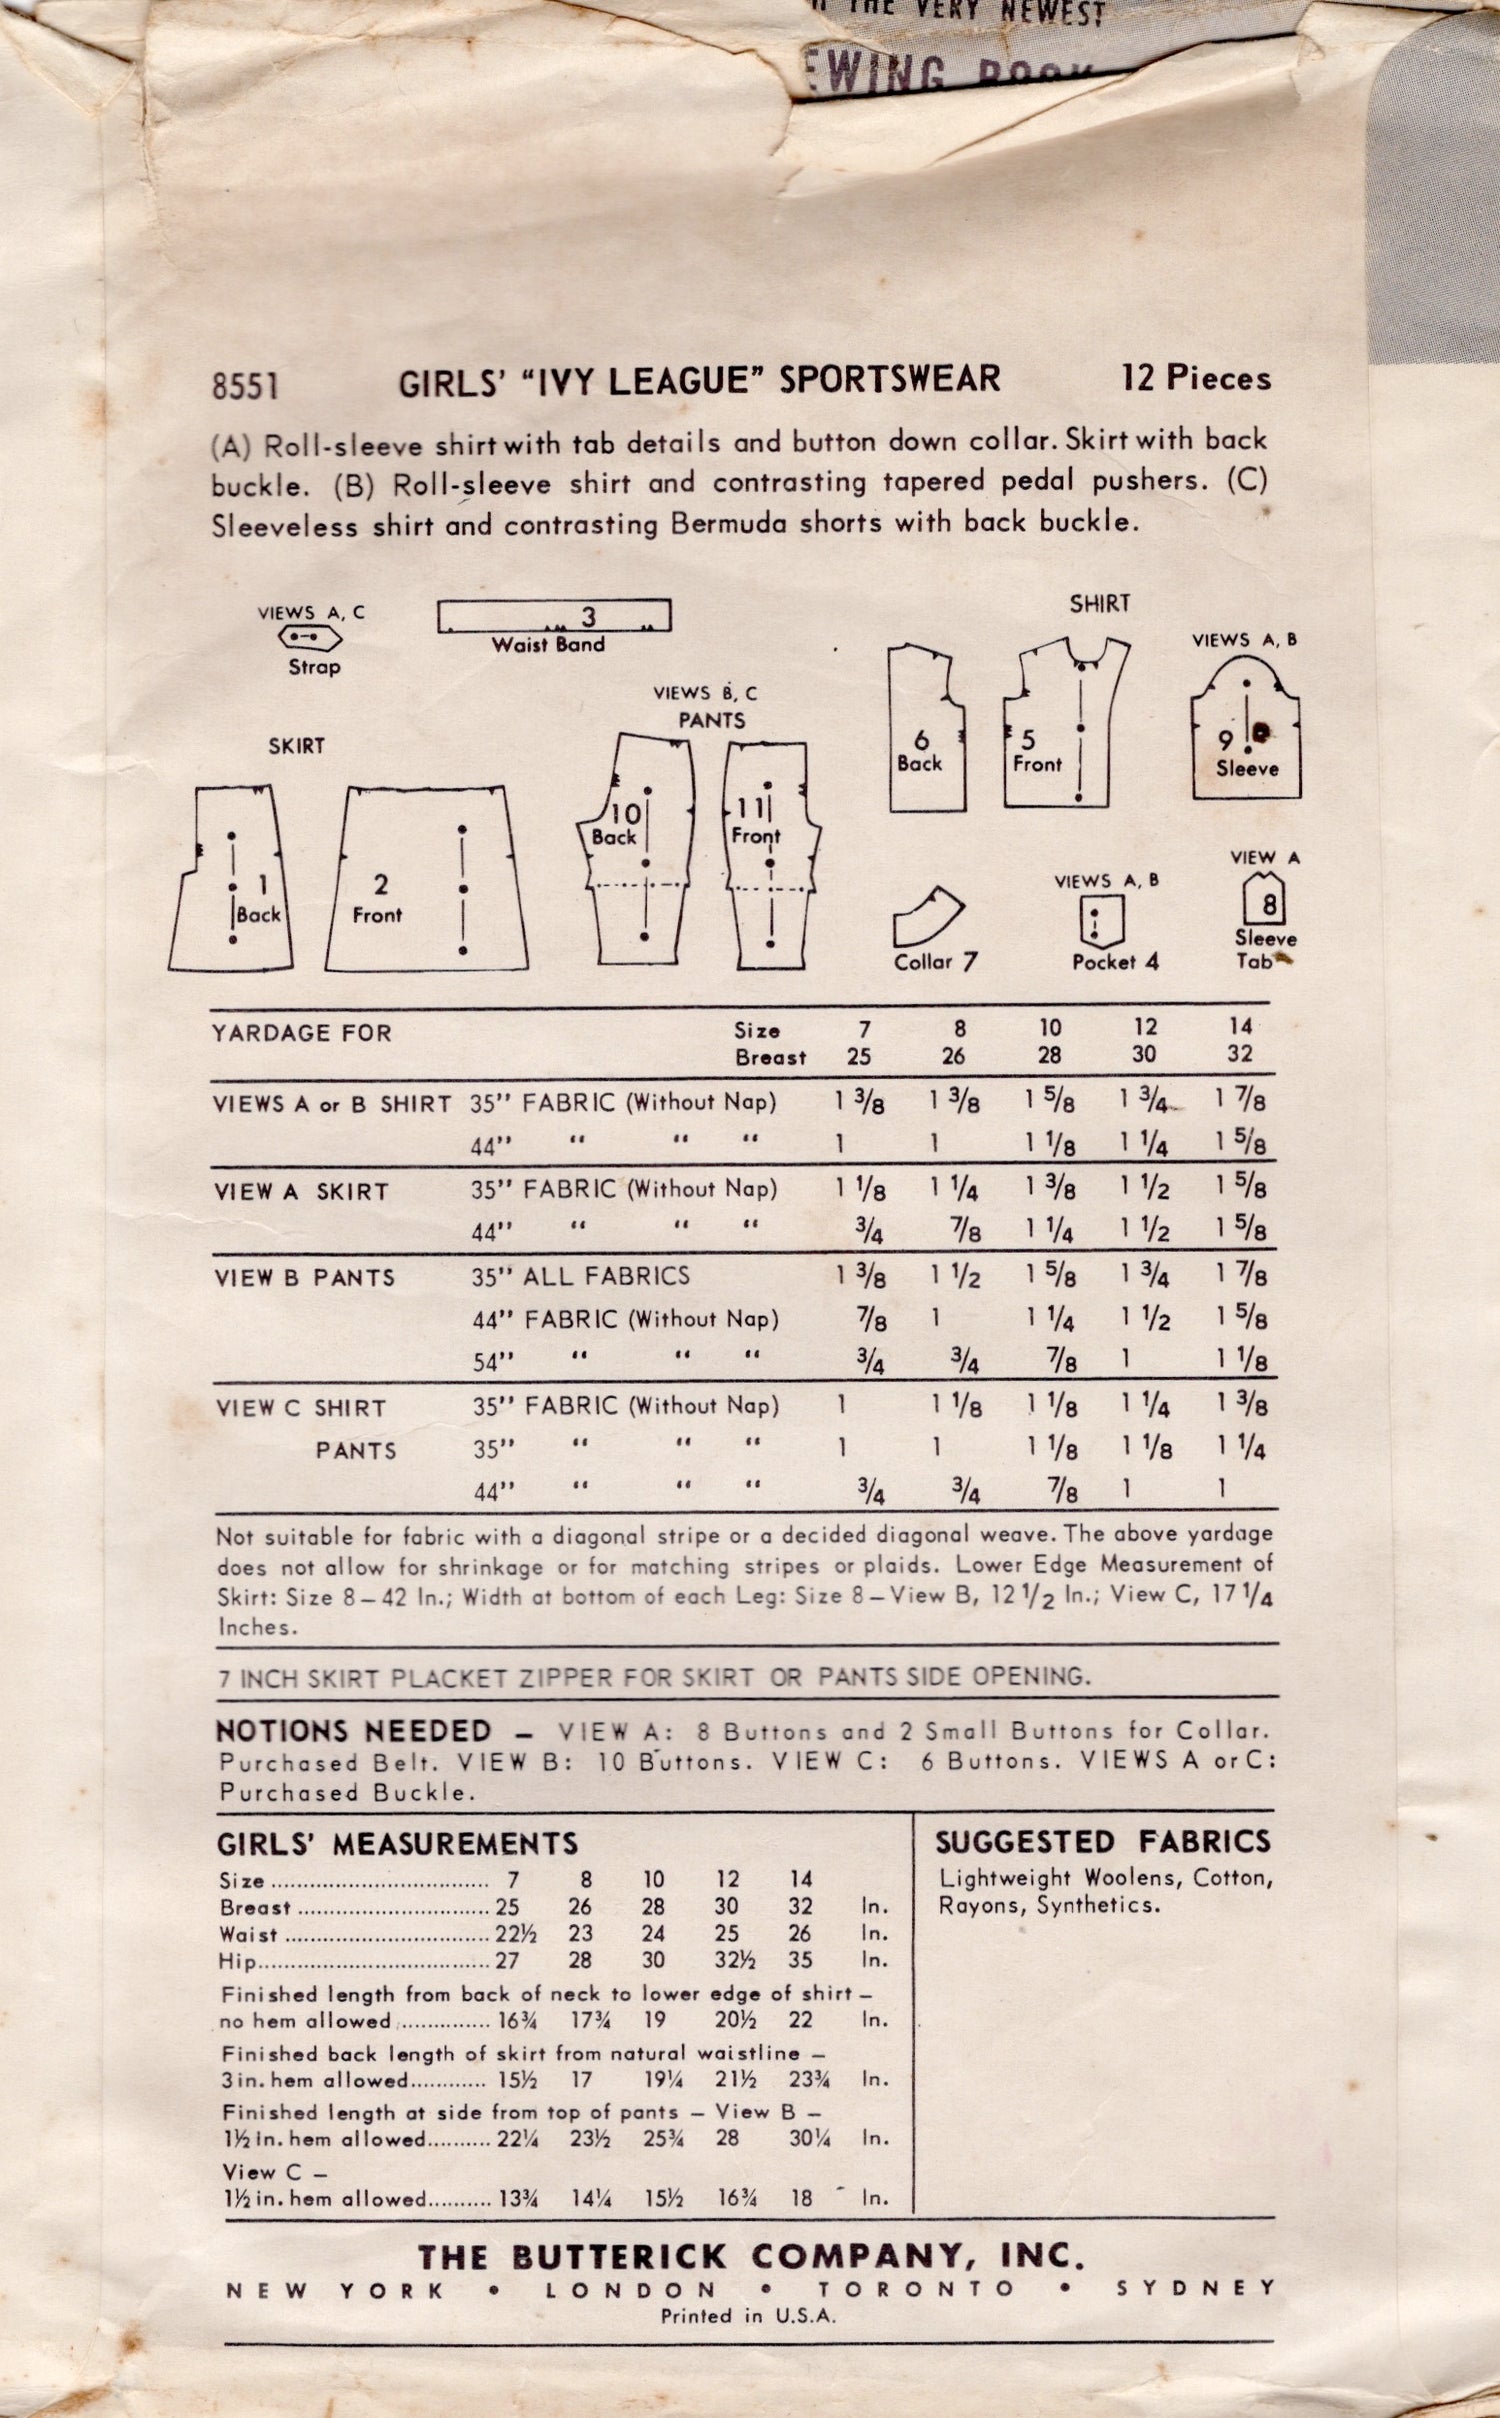 THE VERY NEWEST
EWING BOOK
8551 GIRLS' “IVY LEAGUE” SPORTSWEAR 12 Pieces
(A) Roll-sleeve shirt with tab details and button down collar. Skirt with back
buckle. (B) Roll-sleeve shirt and contrasting tapered pedal pushers. (C)
Sleeveless shirt and contrasting Bermuda shorts with back buckle.
VIEWS A, C
Strap
3
Waist Band
SHIRT
VIEWS A, B
VIEWS B, C
PANTS
SKIRT
6
Back
5
Front
9
Sleeve
10
Back
11
Front
1
Back
2
Front
Collar 7
VIEWS A, B
Pocket 4
VIEW A
8
Sleeve
Tab
YARDAGE FOR Size 7 8 10 12 14
Breast 25 26 28 30 32
VIEWS A or B SHIRT 35" FABRIC (Without Nap) 1 3/8 1 3/8 1 5/8 1 3/4 1 7/8
44" “ “ “ 1 1 1 1/8 1 1/4 1 5/8
VIEW A SKIRT 35" FABRIC (Without Nap) 1 1/8 1 1/4 1 3/8 1 1/2 1 5/8
44" “ “ “ 3/4 7/8 1 1/4 1 1/2 1 5/8
VIEW B PANTS 35" ALL FABRICS 1 3/8 1 1/2 1 5/8 1 3/4 1 7/8
44" FABRIC (Without Nap) 7/8 1 1 1/4 1 1/2 1 5/8
54" “ “ “ 3/4 3/4 7/8 1 1 1/8
VIEW C SHIRT 35" FABRIC (Without Nap) 1 1 1/8 1 1/8 1 1/4 1 3/8
PANTS 35" “ “ “ 1 1 1 1/8 1 1/8 1 1/4
44" “ “ “ 3/4 3/4 7/8 1 1
Not suitable for fabric with a diagonal stripe or a decided diagonal weave. The above yardage
does not allow for shrinkage or for matching stripes or plaids. Lower Edge Measurement of
Skirt: Size 8 – 42 In.; Width at bottom of each Leg: Size 8 – View B, 12 1/2 In.; View C, 17 1/4
Inches.
7 INCH SKIRT PLACKET ZIPPER FOR SKIRT OR PANTS SIDE OPENING.
NOTIONS NEEDED – VIEW A: 8 Buttons and 2 Small Buttons for Collar.
Purchased Belt. VIEW B: 10 Buttons. VIEW C: 6 Buttons. VIEWS A or C:
Purchased Buckle.
GIRLS' MEASUREMENTS
Size .................................. 7 8 10 12 14
Breast .............................. 25 26 28 30 32 In.
Waist ................................ 22½ 23 24 25 26 In.
Hip.................................... 27 28 30 32½ 35 In.
Finished length from back of neck to lower edge of shirt –
no hem allowed .............. 16¾ 17¾ 19 20½ 22 In.
Finished back length of skirt from natural waistline –
3 in. hem allowed............ 15½ 17 19¼ 21½ 23¾ In.
Finished length at side from top of pants – View B –
1½ in. hem allowed.......... 22¼ 23½ 25¾ 28 30¼ In.
View C –
1½ in. hem allowed.......... 13¾ 14¼ 15½ 16¾ 18 In.
SUGGESTED FABRICS
Lightweight Woolens, Cotton,
Rayons, Synthetics.
THE BUTTERICK COMPANY, INC.
NEW YORK • LONDON • TORONTO • SYDNEY
Printed in U.S.A.